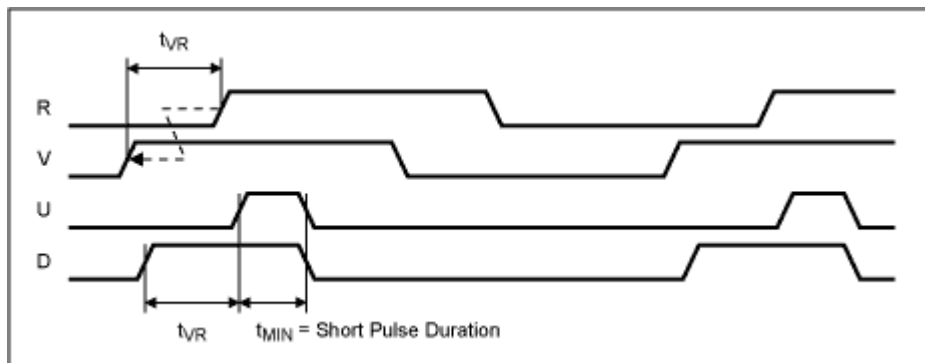 tVR
R
V
U
D
tVR
tMIN = Short Pulse Duration